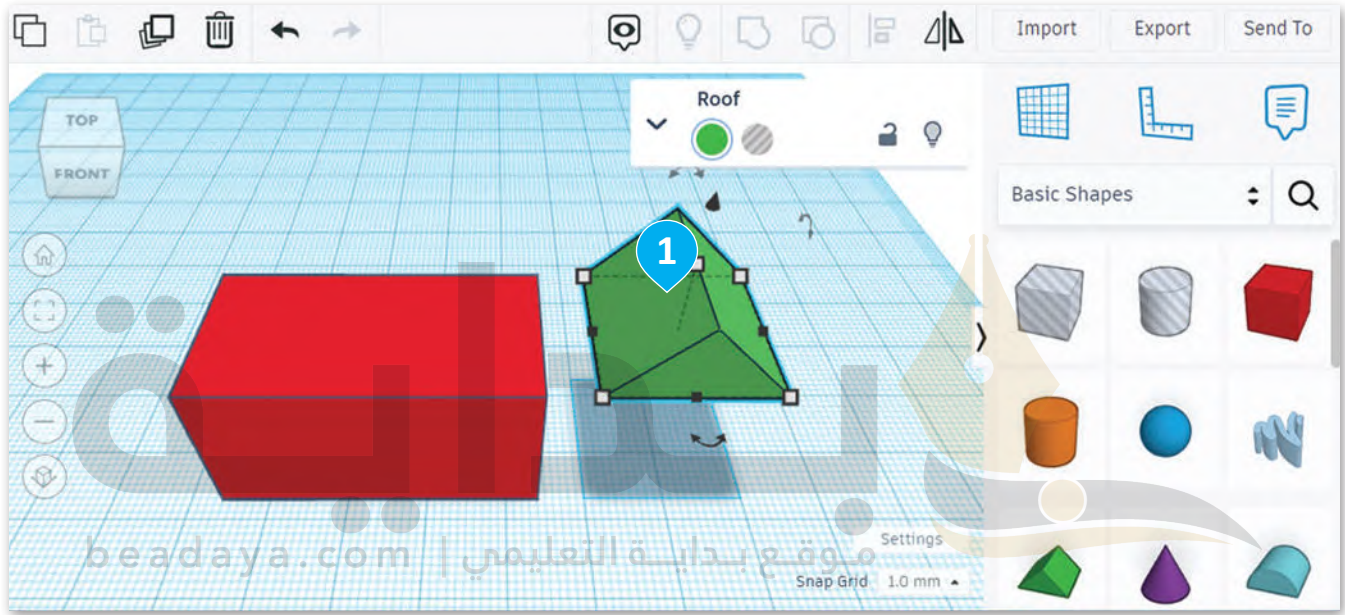 Import Export Send To
Roof
TOP
FRONT
1
Basic Shapes
بداية
beadaya.com | موقع بداية التعليمي
Settings
Snap Grid 1.0 mm